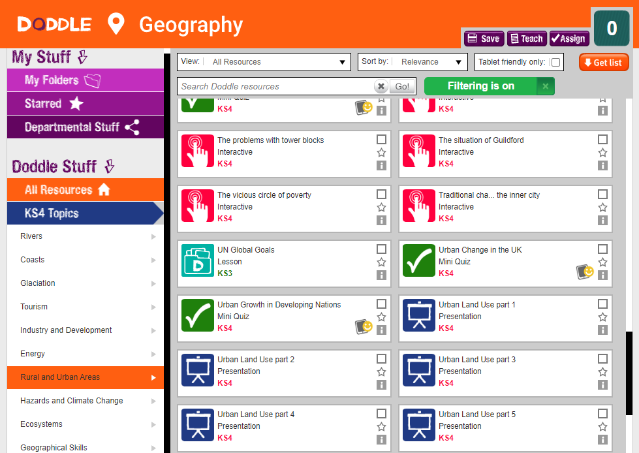 DODDLE Geography
Save Teach Assign 0
My Stuff
My Folders
Starred
Departmental Stuff
Doddle Stuff
All Resources
KS4 Topics
Rivers
Coasts
Glaciation
Tourism
Industry and Development
Energy
Rural and Urban Areas
Hazards and Climate Change
Ecosystems
Geographical Skills
View: All Resources Sort by: Relevance Tablet friendly only: Get list
Search Doddle resources Go! Filtering is on x
Mini Quiz
KS4
Interactive
KS4
The problems with tower blocks
Interactive
KS4
The situation of Guildford
Interactive
KS4
The vicious circle of poverty
Interactive
KS4
Traditional cha... the inner city
Interactive
KS4
UN Global Goals
Lesson
KS3
Urban Change in the UK
Mini Quiz
KS4
Urban Growth in Developing Nations
Mini Quiz
KS4
Urban Land Use part 1
Presentation
KS4
Urban Land Use part 2
Presentation
KS4
Urban Land Use part 3
Presentation
KS4
Urban Land Use part 4
Presentation
KS4
Urban Land Use part 5
Presentation
KS4